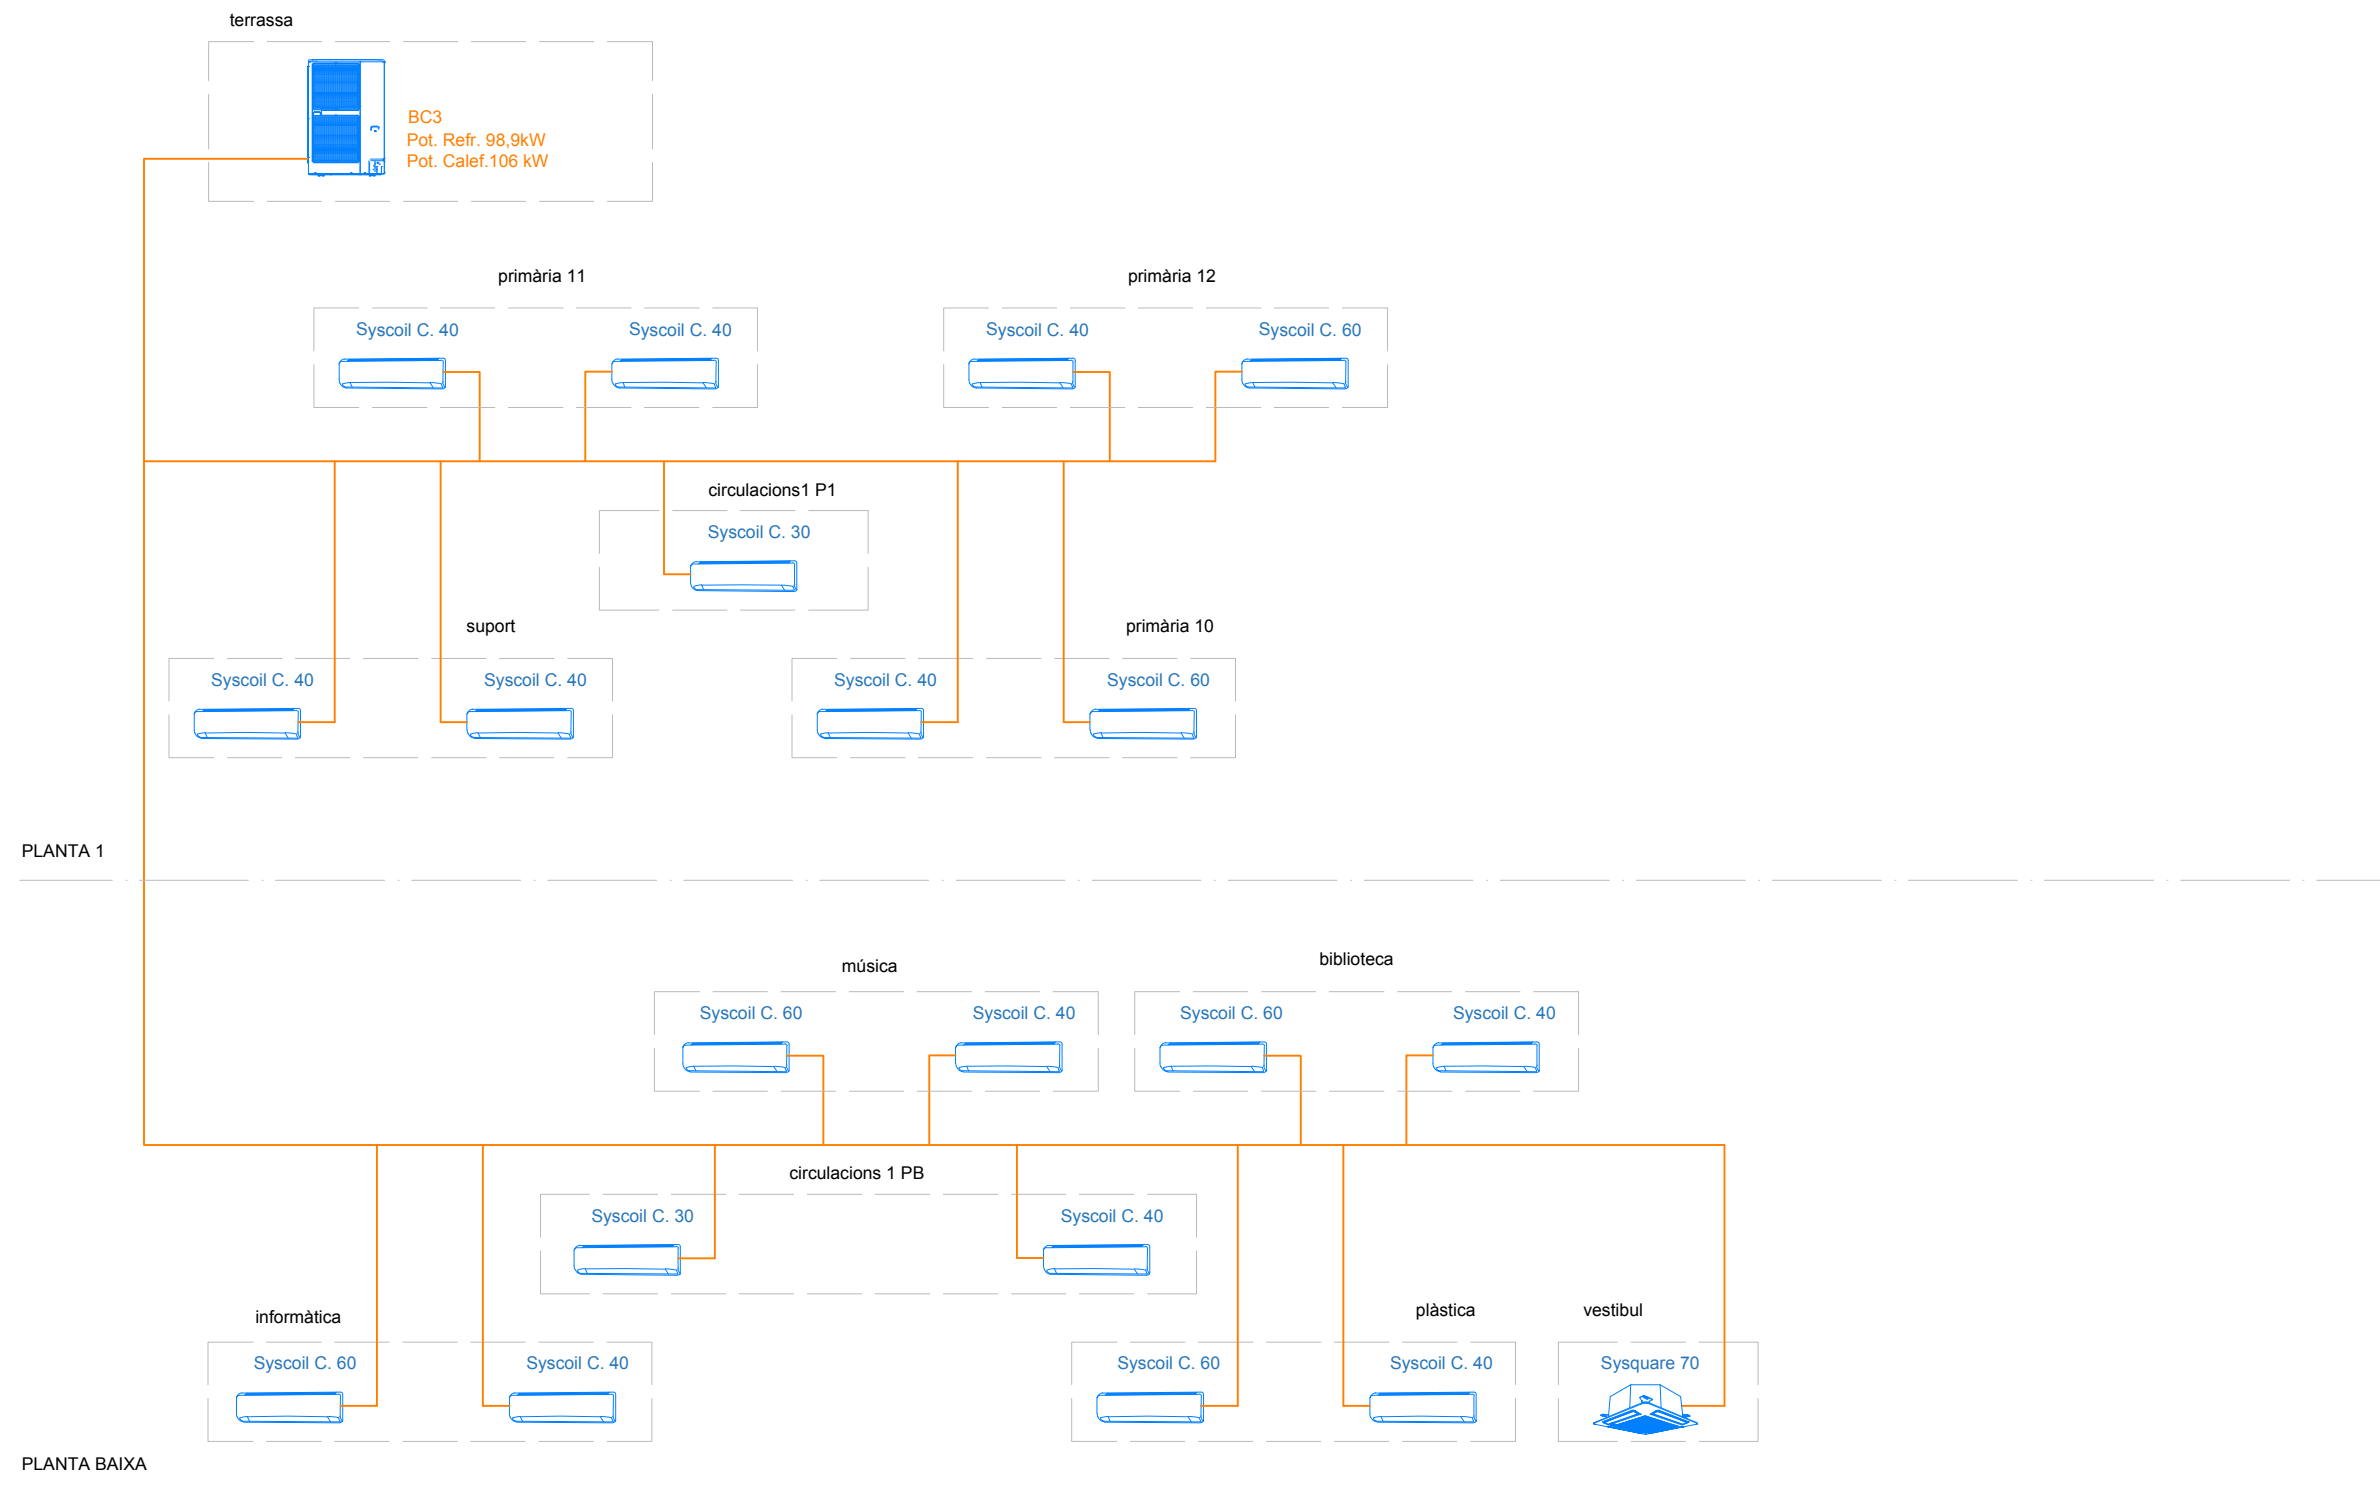 terrassa
BC3
Pot. Refr. 98,9kW
Pot. Calef.106 kW
primària 11
primària 12
Syscoil C. 40
Syscoil C. 40
Syscoil C. 40
Syscoil C. 60
circulacions1 P1
Syscoil C. 30
suport
primària 10
Syscoil C. 40
Syscoil C. 40
Syscoil C. 40
Syscoil C. 60
PLANTA 1
música
biblioteca
Syscoil C. 60
Syscoil C. 40
Syscoil C. 60
Syscoil C. 40
circulacions 1 PB
Syscoil C. 30
Syscoil C. 40
informàtica
plàstica
vestibul
Syscoil C. 60
Syscoil C. 40
Syscoil C. 60
Syscoil C. 40
Sysquare 70
PLANTA BAIXA